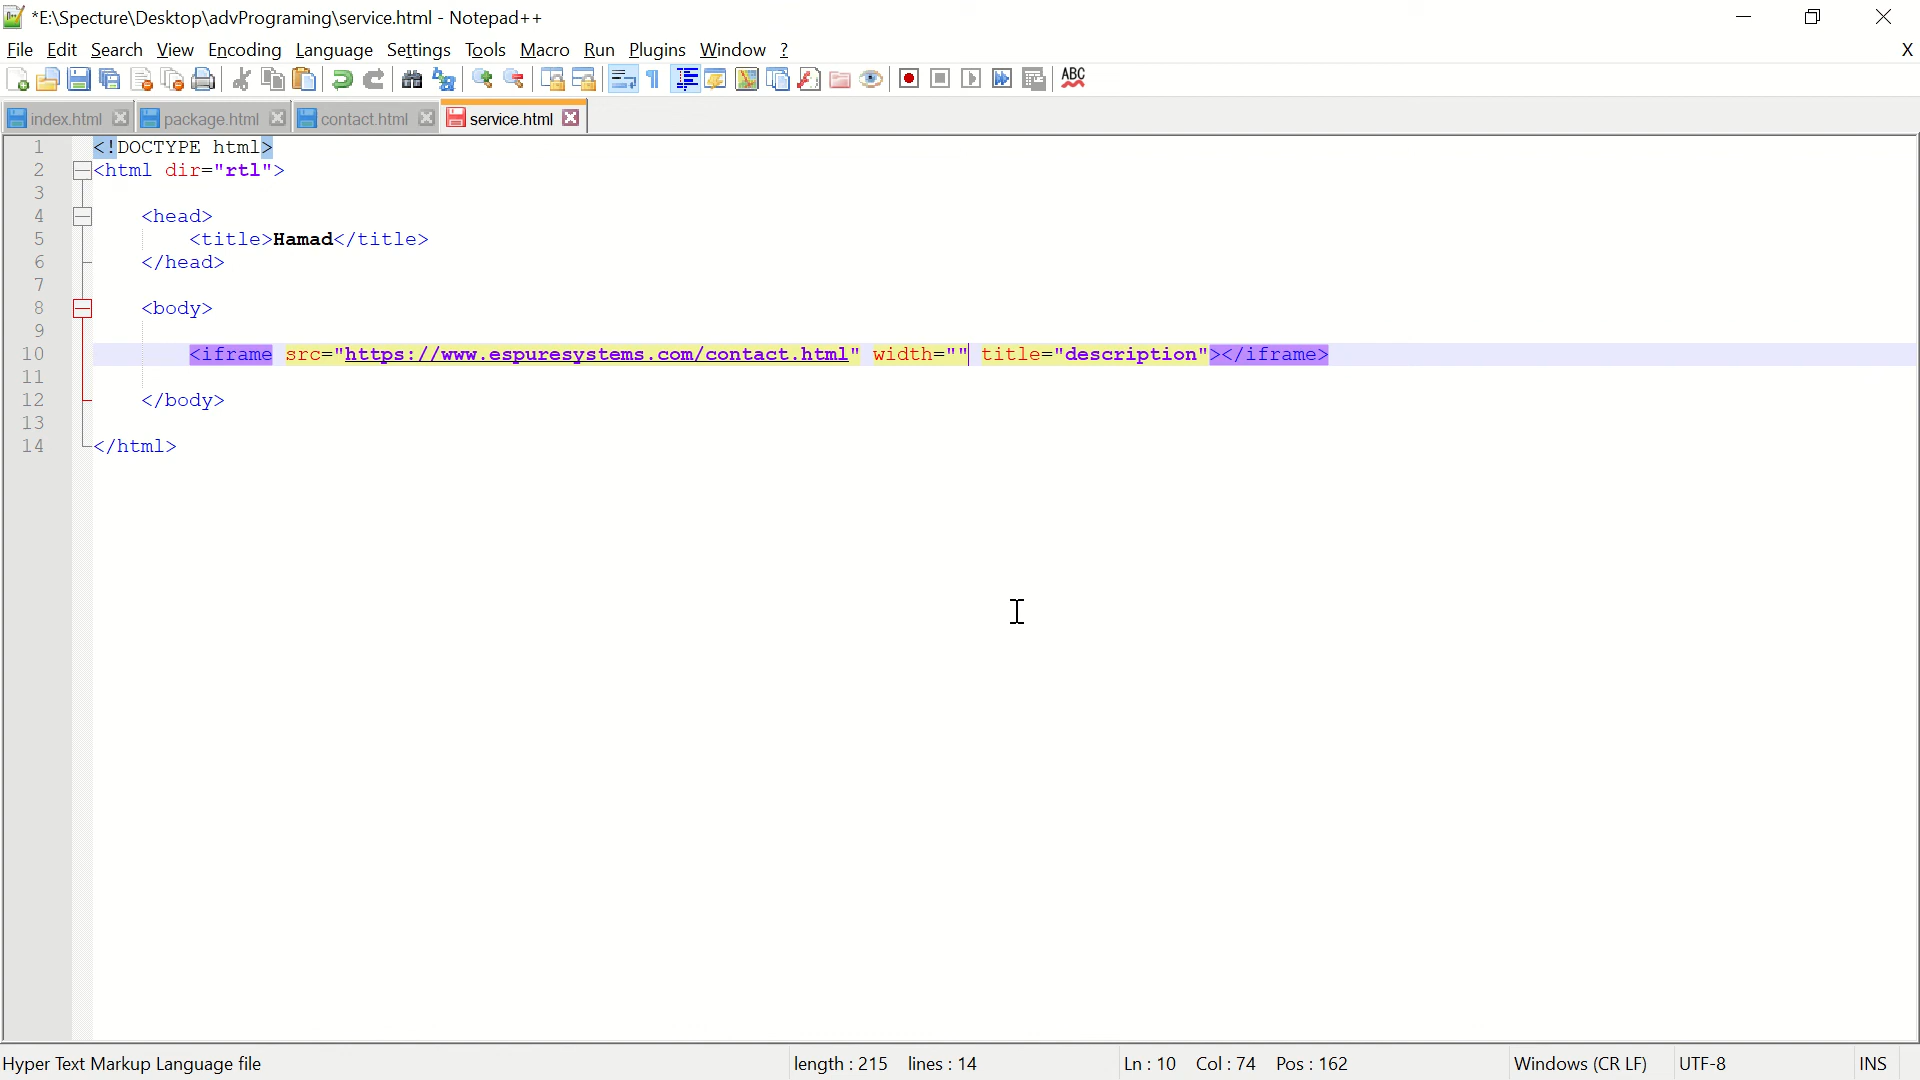 *E:\Specture\Desktop\advPrograming\service.html - Notepad++
File Edit Search View Encoding Language Settings Tools Macro Run Plugins Window ? X
ABC
index.html package.html contact.html service.html
1 <!DOCTYPE html>
2 <html dir="rtl">
3
4 <head>
5 <title>Hamad</title>
6 </head>
7
8 <body>
9
10 <iframe src="https://www.espuresystems.com/contact.html" width="" title="description"></iframe>
11
12 </body>
13
14 </html>
Hyper Text Markup Language file length : 215 lines : 14 Ln : 10 Col : 74 Pos : 162 Windows (CR LF) UTF-8 INS